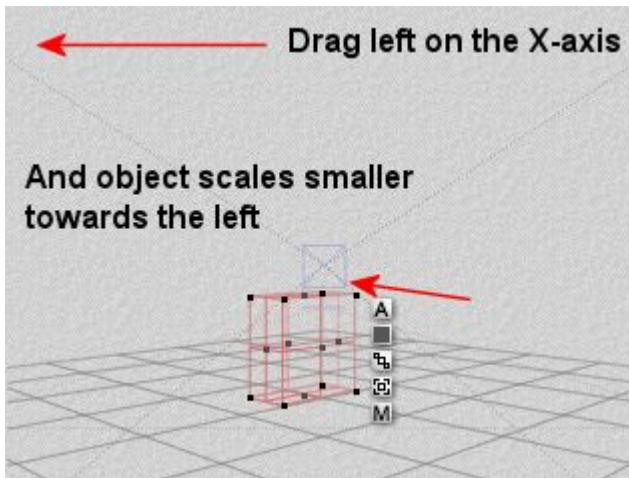 Drag left on the X-axis
And object scales smaller
towards the left
A
M